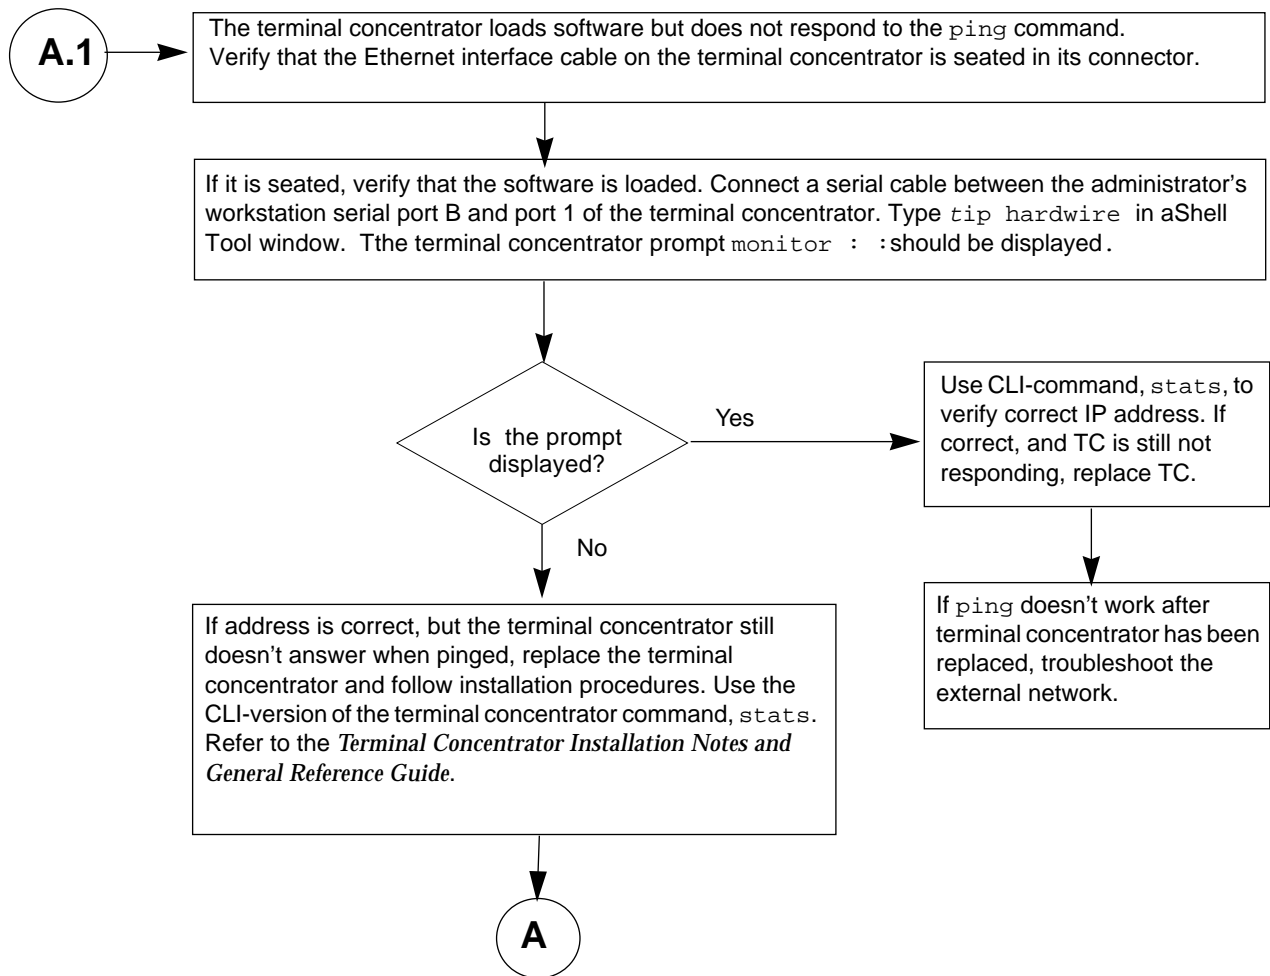 A.1
The terminal concentrator loads software but does not respond to the ping command.
Verify that the Ethernet interface cable on the terminal concentrator is seated in its connector.
If it is seated, verify that the software is loaded. Connect a serial cable between the administrator's
workstation serial port B and port 1 of the terminal concentrator. Type tip hardwire in aShell
Tool window. Tthe terminal concentrator prompt monitor : :should be displayed.
Is the prompt
displayed?
Yes
Use CLI-command, stats, to
verify correct IP address. If
correct, and TC is still not
responding, replace TC.
No
If ping doesn't work after
terminal concentrator has been
replaced, troubleshoot the
external network.
If address is correct, but the terminal concentrator still
doesn't answer when pinged, replace the terminal
concentrator and follow installation procedures. Use the
CLI-version of the terminal concentrator command, stats.
Refer to the Terminal Concentrator Installation Notes and
General Reference Guide.
A